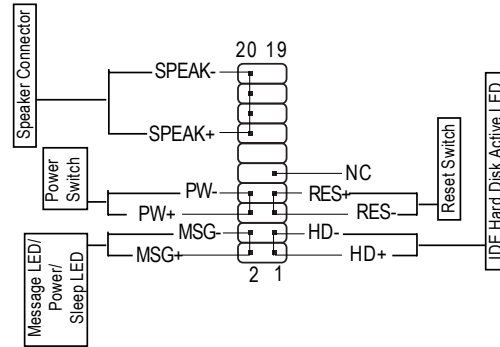 20 19
Speaker Connector
SPEAK-
SPEAK+
NC
Power
Switch
PW-
PW+
RES+
RES-
Reset Switch
MSG-
MSG+
HD-
HD+
Message LED/
Power/
Sleep LED
IDE Hard Disk Active LED
2 1